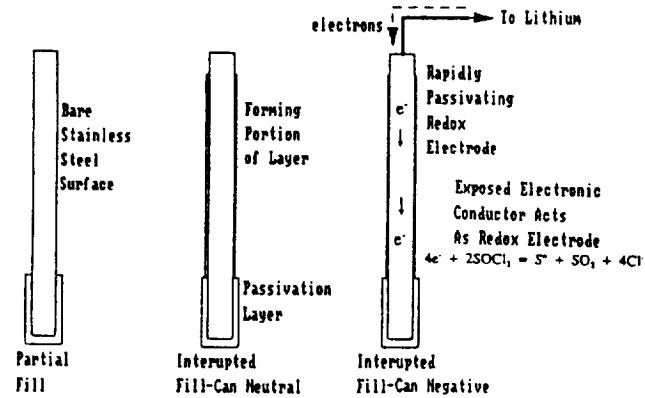 electrons
To Lithium
Bare
Stainless
Steel
Surface
Forming
Portion
of Layer
Rapidly
Passivating
Redox
Electrode
e⁻
e⁻
Exposed Electronic
Conductor Acts
As Redox Electrode
4e⁻ + 2SOCl₂ = S° + SO₂ + 4Cl⁻
Passivation
Layer
Partial
Fill
Interupted
Fill-Can Neutral
Interupted
Fill-Can Negative